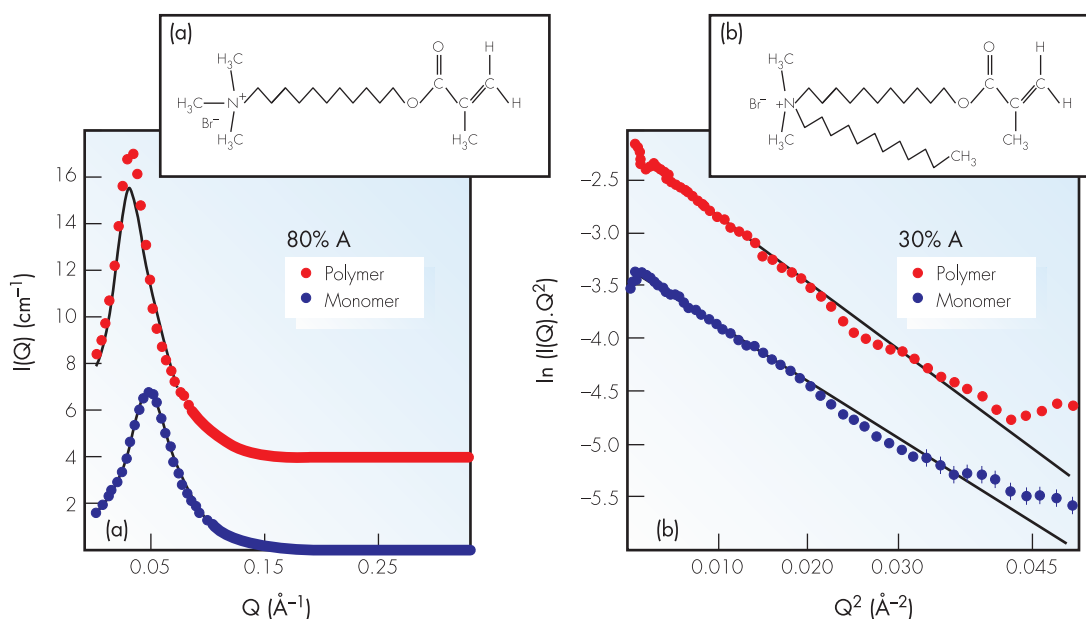 (a)
O
H
H₃C
H₃C
N
+
Br⁻
CH₃
O
CH₃
H
(b)
O
H
H₃C
Br⁻
+
N
H₃C
O
CH₃
H
CH₃
16
14
12
10
8
6
4
2
I(Q) (cm⁻¹)
80% A
Polymer
Monomer
(a)
0.05
0.15
0.25
Q (Å⁻¹)
−2.5
−3.0
−3.5
−4.0
−4.5
−5.0
−5.5
ln (I(Q).Q²)
30% A
Polymer
Monomer
(b)
0.010
0.020
0.030
0.045
Q² (Å⁻²)